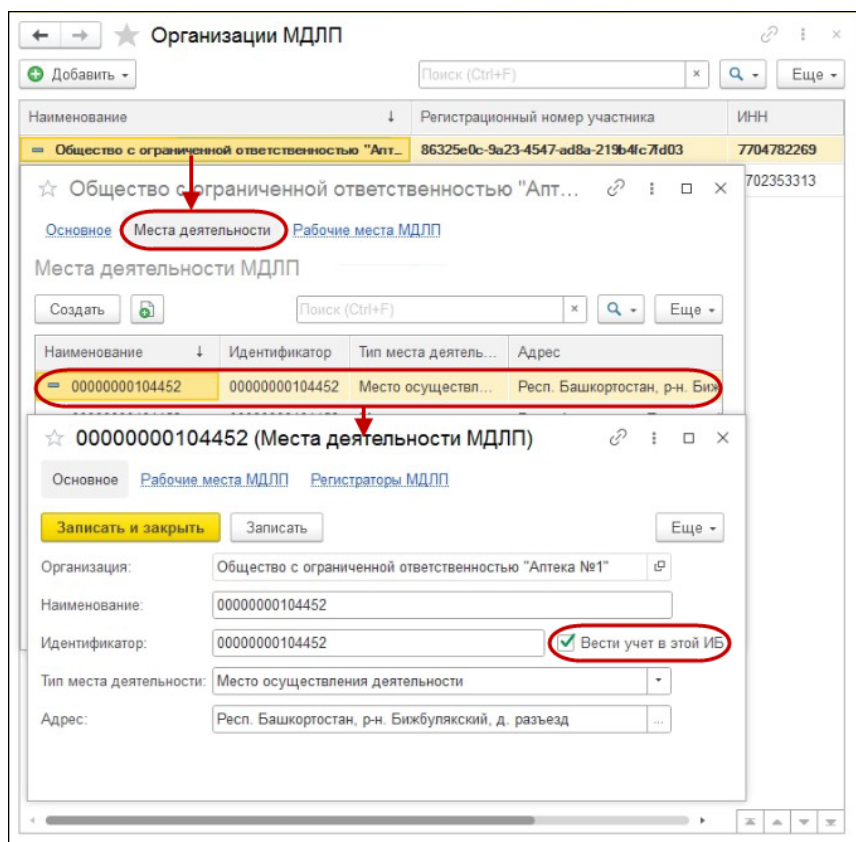 Организации МДЛП
Добавить
Поиск (Ctrl+F)
Еще
Наименование
Регистрационный номер участника
ИНН
Общество с ограниченной ответственностью "Апт...
86325e0c-9a23-4547-ad8a-219b4fc7fd03
7704782269
702353313
Общество с ограниченной ответственностью "Апт...
Основное
Места деятельности
Рабочие места МДЛП
Места деятельности МДЛП
Создать
Поиск (Ctrl+F)
Еще
Наименование
Идентификатор
Тип места деятель...
Адрес
00000000104452
00000000104452
Место осуществл...
Респ. Башкортостан, р-н. Биж
00000000104452 (Места деятельности МДЛП)
Основное
Рабочие места МДЛП
Регистраторы МДЛП
Записать и закрыть
Записать
Еще
Организация:
Общество с ограниченной ответственностью "Аптека №1"
Наименование:
00000000104452
Идентификатор:
00000000104452
Вести учет в этой ИБ
Тип места деятельности:
Место осуществления деятельности
Адрес:
Респ. Башкортостан, р-н. Бижбулякский, д. разъезд